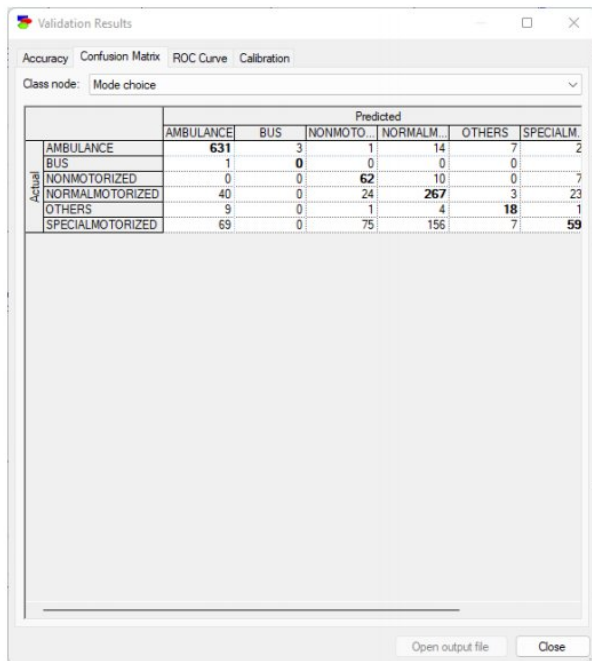 Validation Results
Accuracy Confusion Matrix ROC Curve Calibration
Class node: Mode choice
Predicted
AMBULANCE BUS NONMOTO... NORMALM... OTHERS SPECIALM.
Actual
AMBULANCE 631 3 1 14 7 2
BUS 1 0 0 0 0
NONMOTORIZED 0 0 62 10 0 7
NORMALMOTORIZED 40 0 24 267 3 23
OTHERS 9 0 1 4 18 1
SPECIALMOTORIZED 69 0 75 156 7 59
Open output file Close